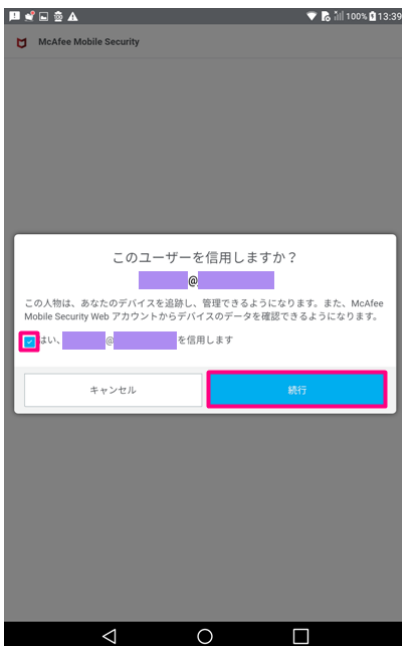 100% 13:39
McAfee Mobile Security
このユーザーを信用しますか？
@
この人物は、あなたのデバイスを追跡し、管理できるようになります。また、McAfee
Mobile Security Web アカウントからデバイスのデータを確認できるようになります。
はい、 @ を信用します
キャンセル 続行